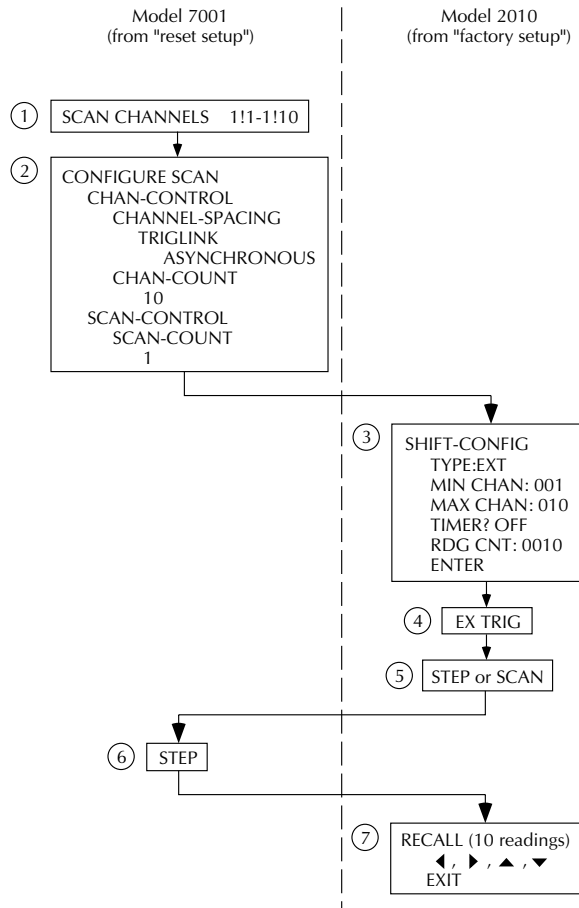 Model 7001
(from "reset setup")
Model 2010
(from "factory setup")
1 SCAN CHANNELS 1!1-1!10
2 CONFIGURE SCAN
CHAN-CONTROL
CHANNEL-SPACING
TRIGLINK
ASYNCHRONOUS
CHAN-COUNT
10
SCAN-CONTROL
SCAN-COUNT
1
3 SHIFT-CONFIG
TYPE:EXT
MIN CHAN: 001
MAX CHAN: 010
TIMER? OFF
RDG CNT: 0010
ENTER
4 EX TRIG
5 STEP or SCAN
6 STEP
7 RECALL (10 readings)
◀ , ▶ , ▲ , ▼
EXIT